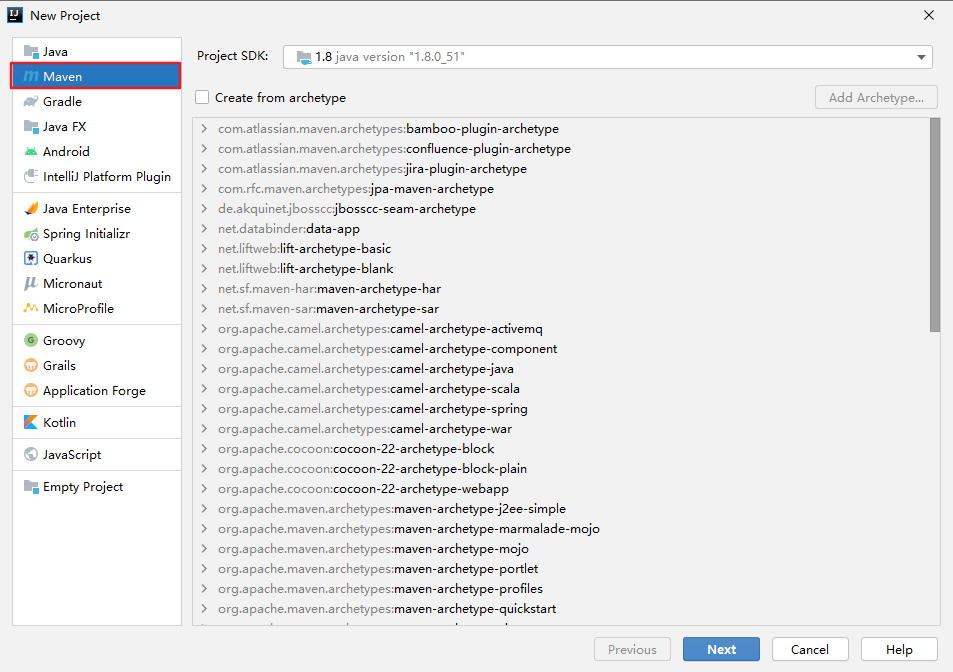 New Project
Java
Maven
Gradle
Java FX
Android
IntelliJ Platform Plugin
Java Enterprise
Spring Initializr
Quarkus
Micronaut
MicroProfile
Groovy
Grails
Application Forge
Kotlin
JavaScript
Empty Project
Project SDK: 1.8 java version "1.8.0_51"
Create from archetype
Add Archetype...
com.atlassian.maven.archetypes:bamboo-plugin-archetype
com.atlassian.maven.archetypes:confluence-plugin-archetype
com.atlassian.maven.archetypes:jira-plugin-archetype
com.rfc.maven.archetypes:jpa-maven-archetype
de.akquinet.jbosscc:jbosscc-seam-archetype
net.databinder:data-app
net.liftweb:lift-archetype-basic
net.liftweb:lift-archetype-blank
net.sf.maven-har:maven-archetype-har
net.sf.maven-sar:maven-archetype-sar
org.apache.camel.archetypes:camel-archetype-activemq
org.apache.camel.archetypes:camel-archetype-component
org.apache.camel.archetypes:camel-archetype-java
org.apache.camel.archetypes:camel-archetype-scala
org.apache.camel.archetypes:camel-archetype-spring
org.apache.camel.archetypes:camel-archetype-war
org.apache.cocoon:cocoon-22-archetype-block
org.apache.cocoon:cocoon-22-archetype-block-plain
org.apache.cocoon:cocoon-22-archetype-webapp
org.apache.maven.archetypes:maven-archetype-j2ee-simple
org.apache.maven.archetypes:maven-archetype-marmalade-mojo
org.apache.maven.archetypes:maven-archetype-mojo
org.apache.maven.archetypes:maven-archetype-portlet
org.apache.maven.archetypes:maven-archetype-profiles
org.apache.maven.archetypes:maven-archetype-quickstart
Previous
Next
Cancel
Help